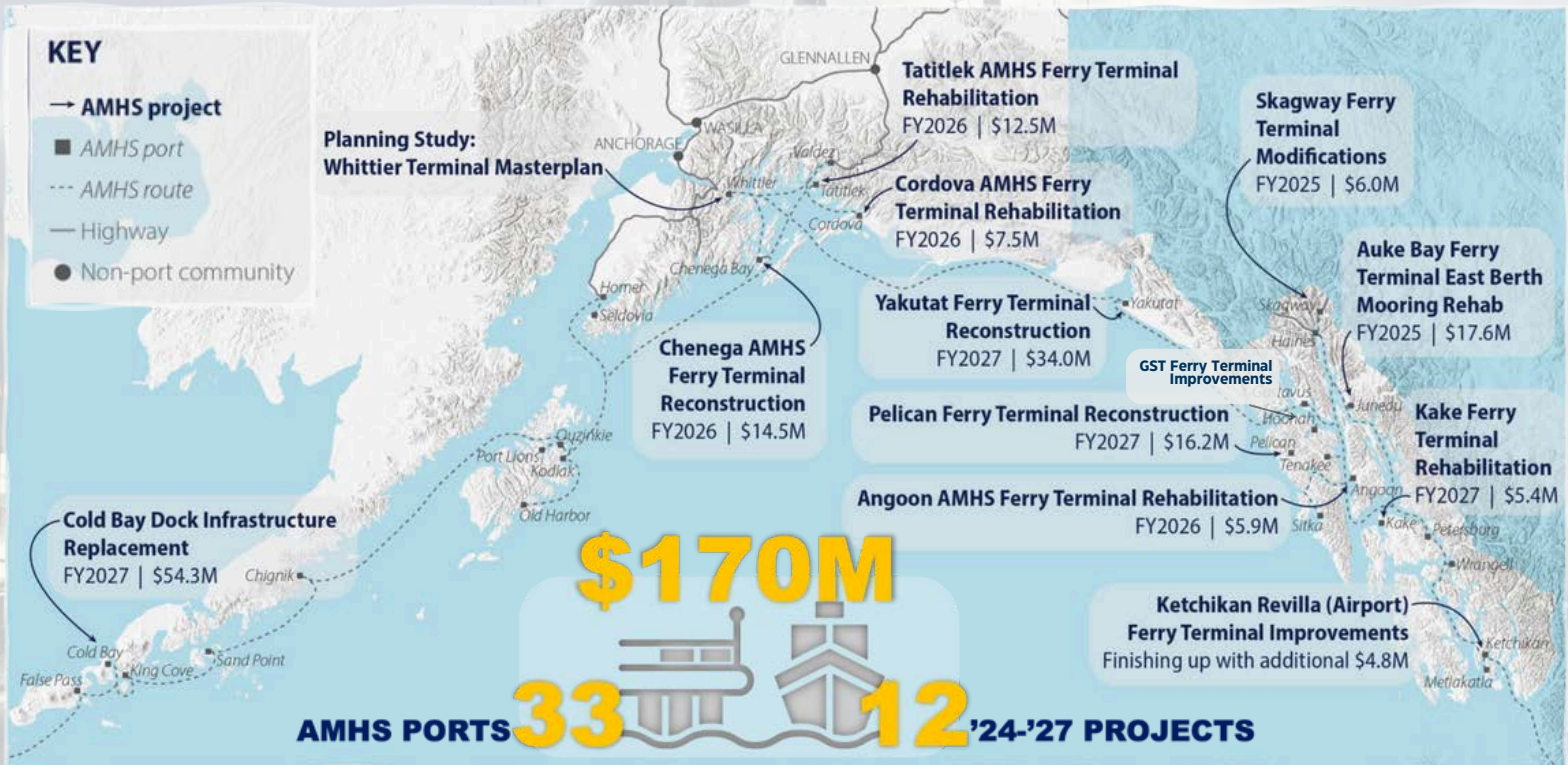 KEY
AMHS project
AMHS port
AMHS route
Highway
Non-port community
GLENNALLEN
WASILLA
ANCHORAGE
Valdez
Whittier
Tatitlek
Cordova
Chenega Bay
Homer
Seldovia
Yakutat
Skagway
Haines
Juneau
Hoonah
Pelican
Tenakee
Angoon
Sitka
Kake
Petersburg
Wrangell
Ketchikan
Metlakatla
Ouzinkie
Port Lions
Kodiak
Old Harbor
Chignik
Sand Point
King Cove
Cold Bay
False Pass
Planning Study:
Whittier Terminal Masterplan
Tatitlek AMHS Ferry Terminal
Rehabilitation
FY2026 | $12.5M
Cordova AMHS Ferry
Terminal Rehabilitation
FY2026 | $7.5M
Skagway Ferry
Terminal
Modifications
FY2025 | $6.0M
Auke Bay Ferry
Terminal East Berth
Mooring Rehab
FY2025 | $17.6M
Yakutat Ferry Terminal
Reconstruction
FY2027 | $34.0M
Chenega AMHS
Ferry Terminal
Reconstruction
FY2026 | $14.5M
GST Ferry Terminal
Improvements
Pelican Ferry Terminal Reconstruction
FY2027 | $16.2M
Kake Ferry
Terminal
Rehabilitation
FY2027 | $5.4M
Angoon AMHS Ferry Terminal Rehabilitation
FY2026 | $5.9M
Cold Bay Dock Infrastructure
Replacement
FY2027 | $54.3M
Ketchikan Revilla (Airport)
Ferry Terminal Improvements
Finishing up with additional $4.8M
$170M
AMHS PORTS 33
12 '24-'27 PROJECTS